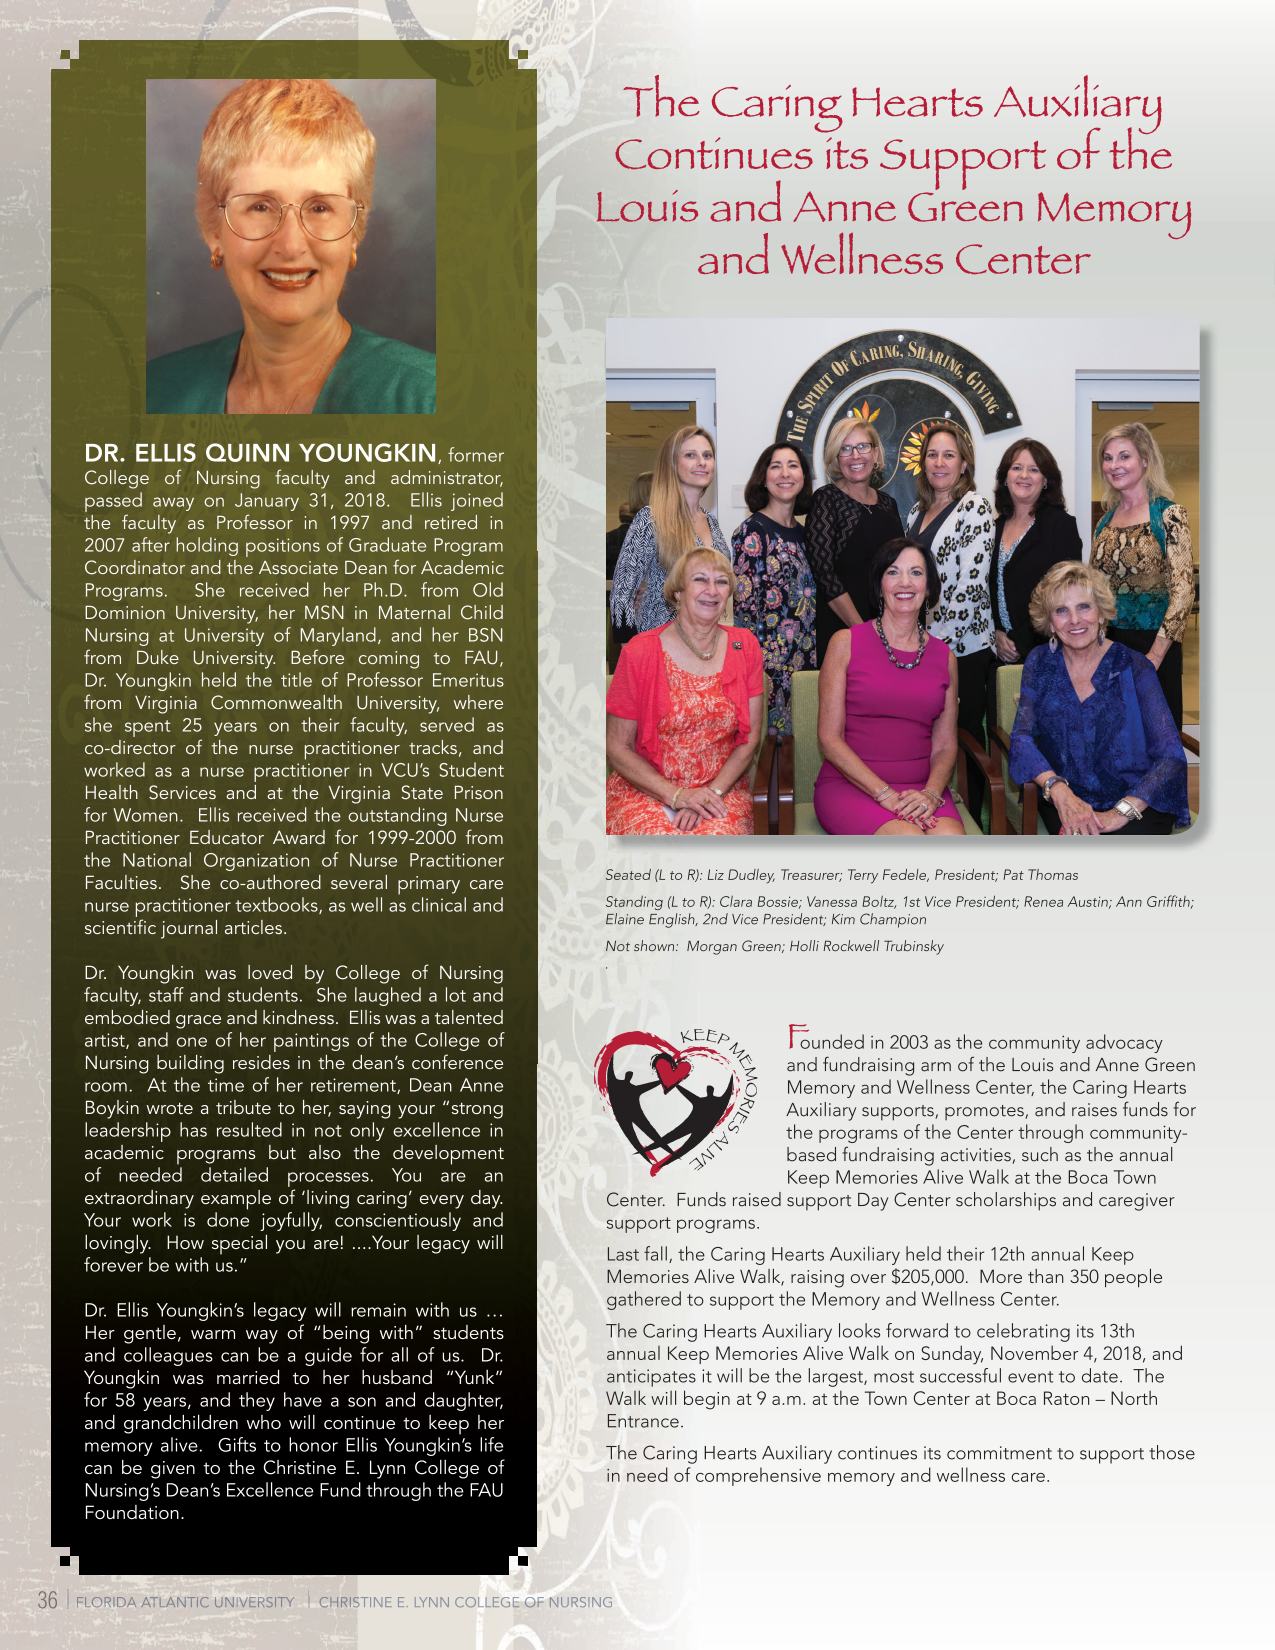 DR. ELLIS QUINN YOUNGKIN, former
College of Nursing faculty and administrator,
passed away on January 31, 2018.  Ellis joined
the faculty as Professor in 1997 and retired in
2007 after holding positions of Graduate Program
Coordinator and the Associate Dean for Academic
Programs.  She received her Ph.D. from Old
Dominion University, her MSN in Maternal Child
Nursing at University of Maryland, and her BSN
from Duke University. Before coming to FAU,
Dr. Youngkin held the title of Professor Emeritus
from Virginia Commonwealth University, where
she spent 25 years on their faculty, served as
co-director of the nurse practitioner tracks, and
worked as a nurse practitioner in VCU’s Student
Health Services and at the Virginia State Prison
for Women.  Ellis received the outstanding Nurse
Practitioner Educator Award for 1999-2000 from
the National Organization of Nurse Practitioner
Faculties.  She co-authored several primary care
nurse practitioner textbooks, as well as clinical and
scientific journal articles.
Dr. Youngkin was loved by College of Nursing
faculty, staff and students.  She laughed a lot and
embodied grace and kindness.  Ellis was a talented
artist, and one of her paintings of the College of
Nursing building resides in the dean’s conference
room.  At the time of her retirement, Dean Anne
Boykin wrote a tribute to her, saying your “strong
leadership has resulted in not only excellence in
academic programs but also the development
of needed detailed processes. You are an
extraordinary example of ‘living caring’ every day.
Your work is done joyfully, conscientiously and
lovingly.  How special you are! ....Your legacy will
forever be with us.”
Dr. Ellis Youngkin’s legacy will remain with us …
Her gentle, warm way of “being with” students
and colleagues can be a guide for all of us.  Dr.
Youngkin was married to her husband “Yunk”
for 58 years, and they have a son and daughter,
and grandchildren who will continue to keep her
memory alive.  Gifts to honor Ellis Youngkin’s life
can be given to the Christine E. Lynn College of
Nursing’s Dean’s Excellence Fund through the FAU
Foundation.
The Caring Hearts Auxiliary
Continues its Support of the
Louis and Anne Green Memory
and Wellness Center
THE SPIRIT OF CARING, SHARING, GIVING
Seated (L to R): Liz Dudley, Treasurer; Terry Fedele, President; Pat Thomas
Standing (L to R): Clara Bossie; Vanessa Boltz, 1st Vice President; Renea Austin; Ann Griffith;
Elaine English, 2nd Vice President; Kim Champion
Not shown:  Morgan Green; Holli Rockwell Trubinsky
.
KEEP MEMORIES ALIVE
Founded in 2003 as the community advocacy
and fundraising arm of the Louis and Anne Green
Memory and Wellness Center, the Caring Hearts
Auxiliary supports, promotes, and raises funds for
the programs of the Center through community-
based fundraising activities, such as the annual
Keep Memories Alive Walk at the Boca Town
Center.  Funds raised support Day Center scholarships and caregiver
support programs.
Last fall, the Caring Hearts Auxiliary held their 12th annual Keep
Memories Alive Walk, raising over $205,000.  More than 350 people
gathered to support the Memory and Wellness Center.
The Caring Hearts Auxiliary looks forward to celebrating its 13th
annual Keep Memories Alive Walk on Sunday, November 4, 2018, and
anticipates it will be the largest, most successful event to date.  The
Walk will begin at 9 a.m. at the Town Center at Boca Raton – North
Entrance.
The Caring Hearts Auxiliary continues its commitment to support those
in need of comprehensive memory and wellness care.
36 | FLORIDA ATLANTIC UNIVERSITY | CHRISTINE E. LYNN COLLEGE OF NURSING